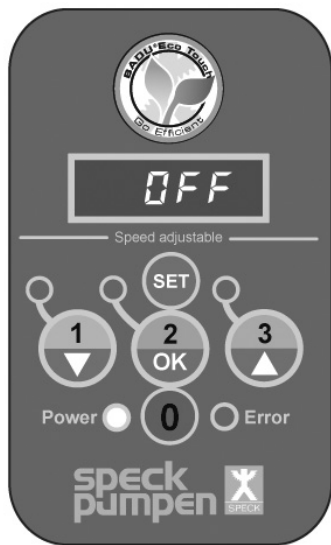 BADU®Eco Touch
Go Efficient
OFF
Speed adjustable
SET
1 2 3
OK
Power 0 Error
speck
pumpen
SPECK